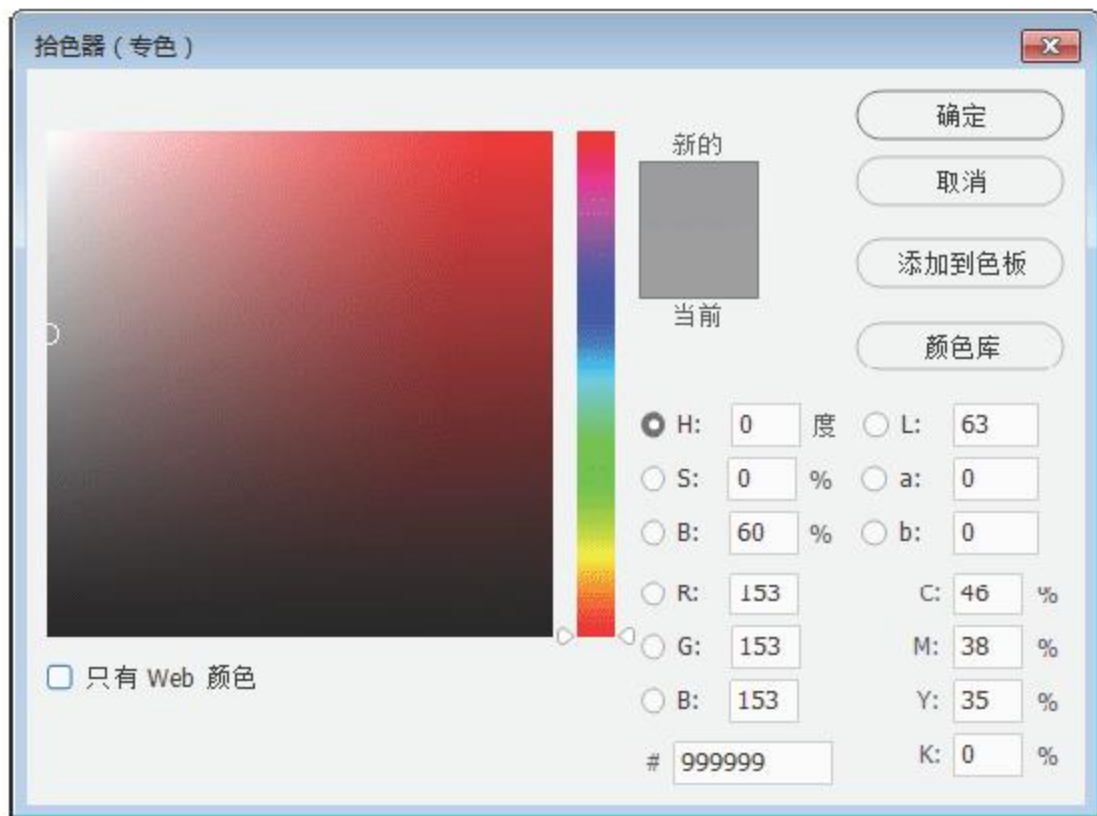 拾色器（专色）
确定
新的
取消
添加到色板
当前
颜色库
H: 0 度 L: 63
S: 0 % a: 0
B: 60 % b: 0
R: 153 C: 46 %
G: 153 M: 38 %
只有 Web 颜色
B: 153 Y: 35 %
# 999999 K: 0 %